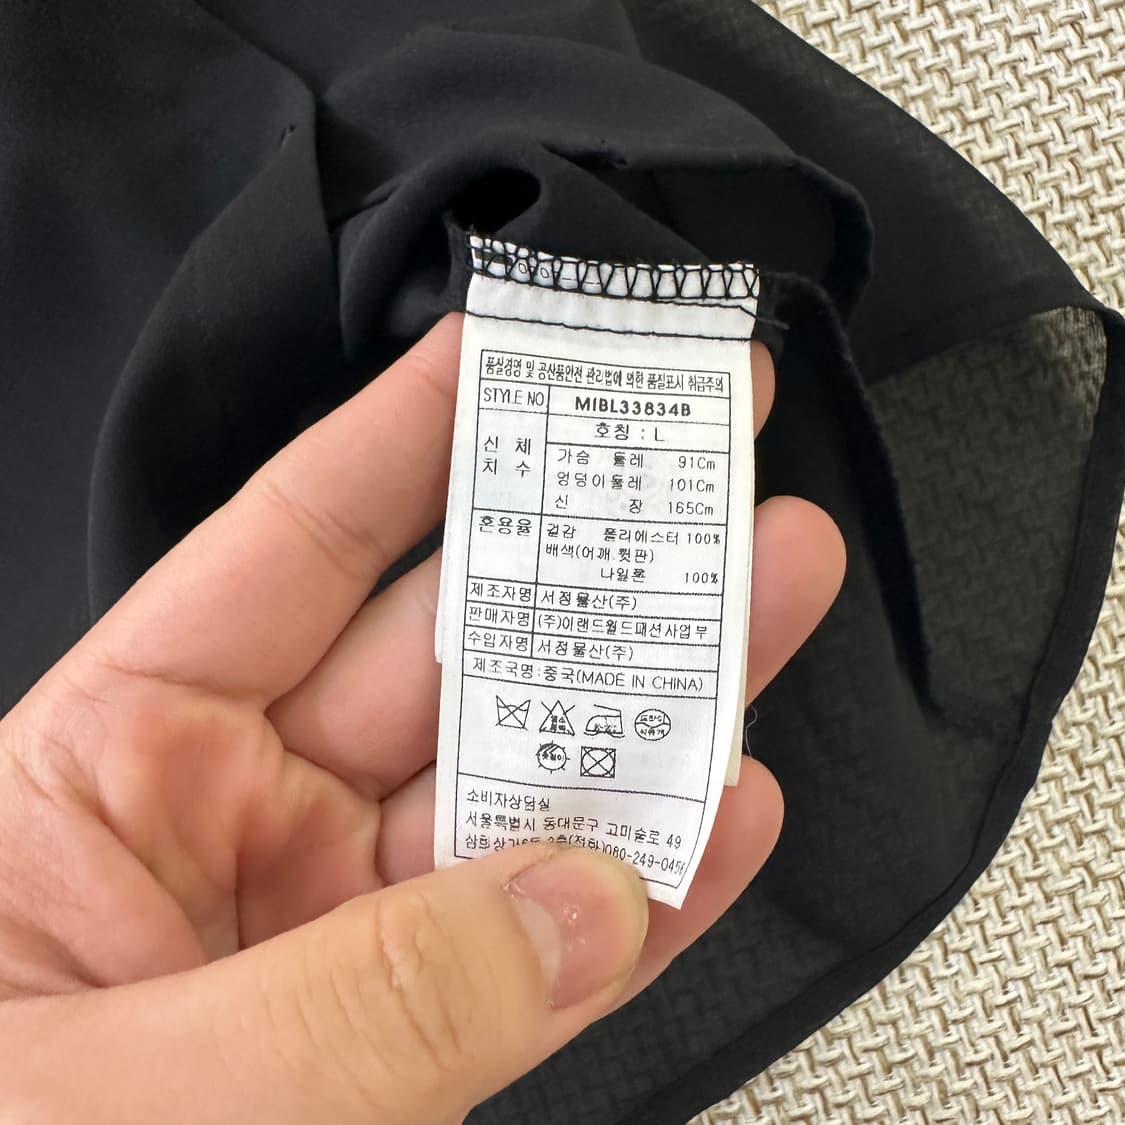 품질경영 및 공산품안전 관리법에 의한 품질표시 취급주의
STYLE NO MIBL33834B
호칭 : L
신 체 치 수
가슴 둘레 91Cm
엉덩이둘레 101Cm
신 장 165Cm
혼용율 겉감 폴리에스터 100%
배색(어깨.뒷판)
나일론 100%
제조자명 서정물산(주)
판매자명 (주)이랜드월드패션사업부
수입자명 서정물산(주)
제조국명:중국(MADE IN CHINA)
소비자상담실
서울특별시 동대문구 고미술로 49
(전화)080-249-0456